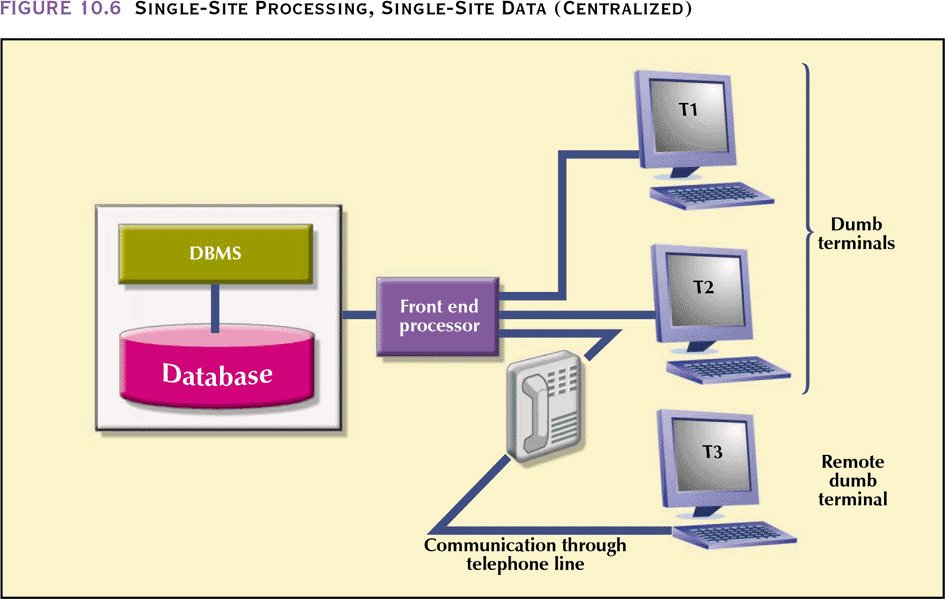 FIGURE 10.6 SINGLE-SITE PROCESSING, SINGLE-SITE DATA (CENTRALIZED)
T1
DBMS
Dumb
terminals
Front end
processor
T2
Database
T3
Remote
dumb
terminal
Communication through
telephone line